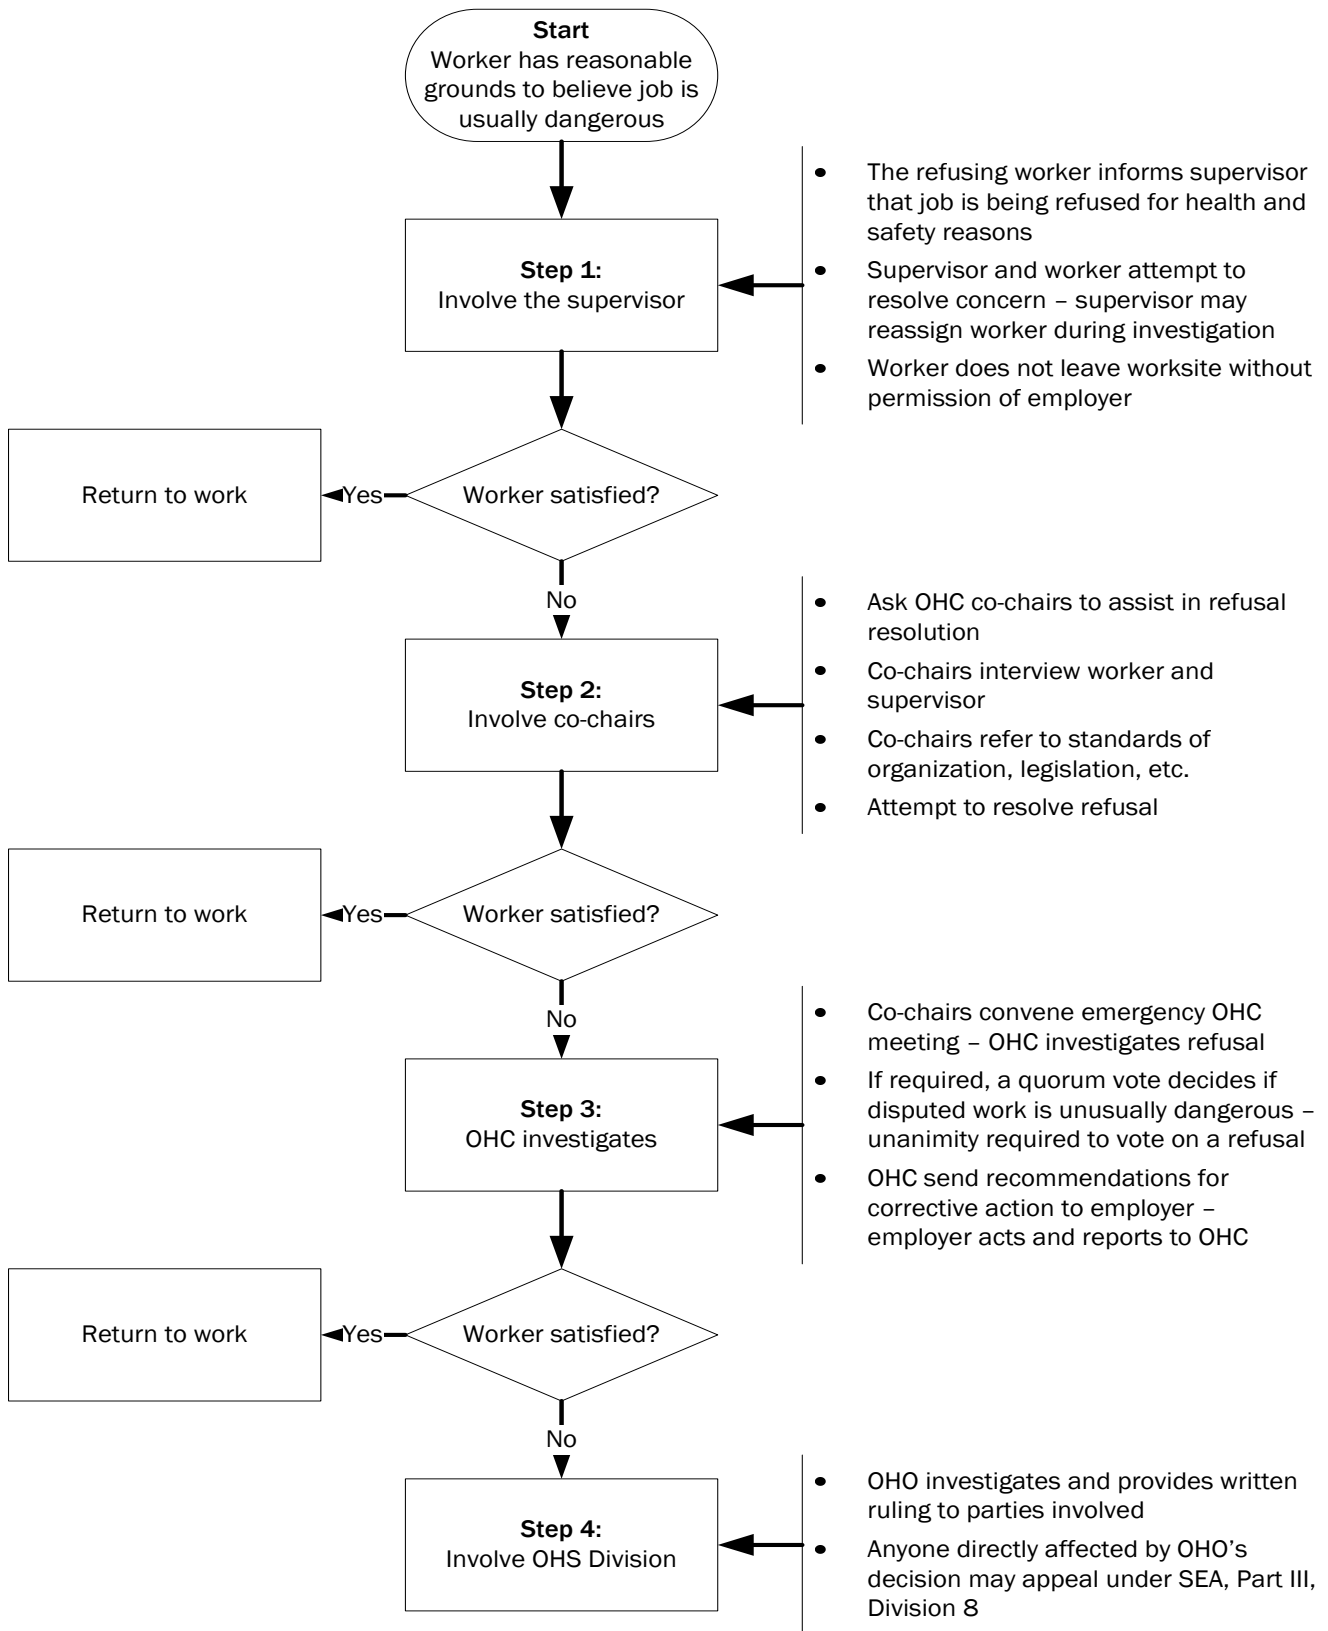 Start
Worker has reasonable
grounds to believe job is
usually dangerous
• The refusing worker informs supervisor
that job is being refused for health and
safety reasons
• Supervisor and worker attempt to
resolve concern – supervisor may
reassign worker during investigation
• Worker does not leave worksite without
permission of employer
Step 1:
Involve the supervisor
Worker satisfied?
Yes
Return to work
No
• Ask OHC co-chairs to assist in refusal
resolution
• Co-chairs interview worker and
supervisor
• Co-chairs refer to standards of
organization, legislation, etc.
• Attempt to resolve refusal
Step 2:
Involve co-chairs
Worker satisfied?
Yes
Return to work
No
• Co-chairs convene emergency OHC
meeting – OHC investigates refusal
• If required, a quorum vote decides if
disputed work is unusually dangerous –
unanimity required to vote on a refusal
• OHC send recommendations for
corrective action to employer –
employer acts and reports to OHC
Step 3:
OHC investigates
Worker satisfied?
Yes
Return to work
No
• OHO investigates and provides written
ruling to parties involved
• Anyone directly affected by OHO’s
decision may appeal under SEA, Part III,
Division 8
Step 4:
Involve OHS Division